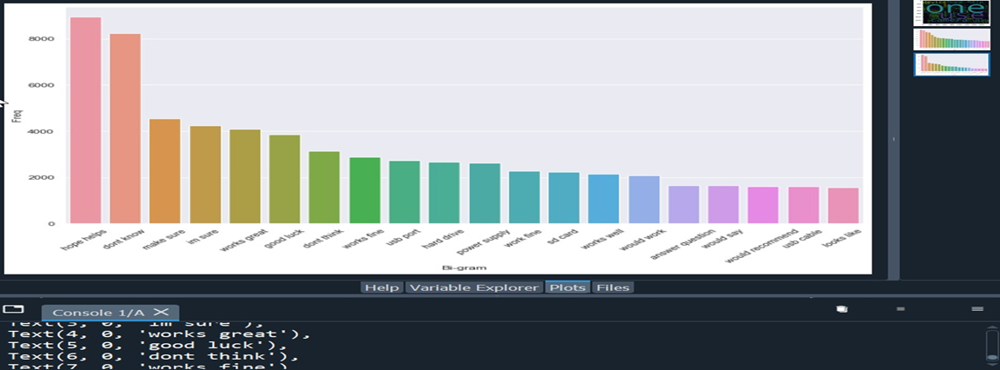 one
use
8000
6000
4000
2000
0
Freq
hope helps
dont know
make sure
im sure
works great
good luck
dont think
works fine
usb port
hard drive
power supply
work fine
sd card
works well
would work
answer question
would say
would recommend
usb cable
looks like
Bi-gram
Help Variable Explorer Plots Files
Console 1/A
Text(3, 0, 'im sure'),
Text(4, 0, 'works great'),
Text(5, 0, 'good luck'),
Text(6, 0, 'dont think'),
Text(7, 0, 'works fine')